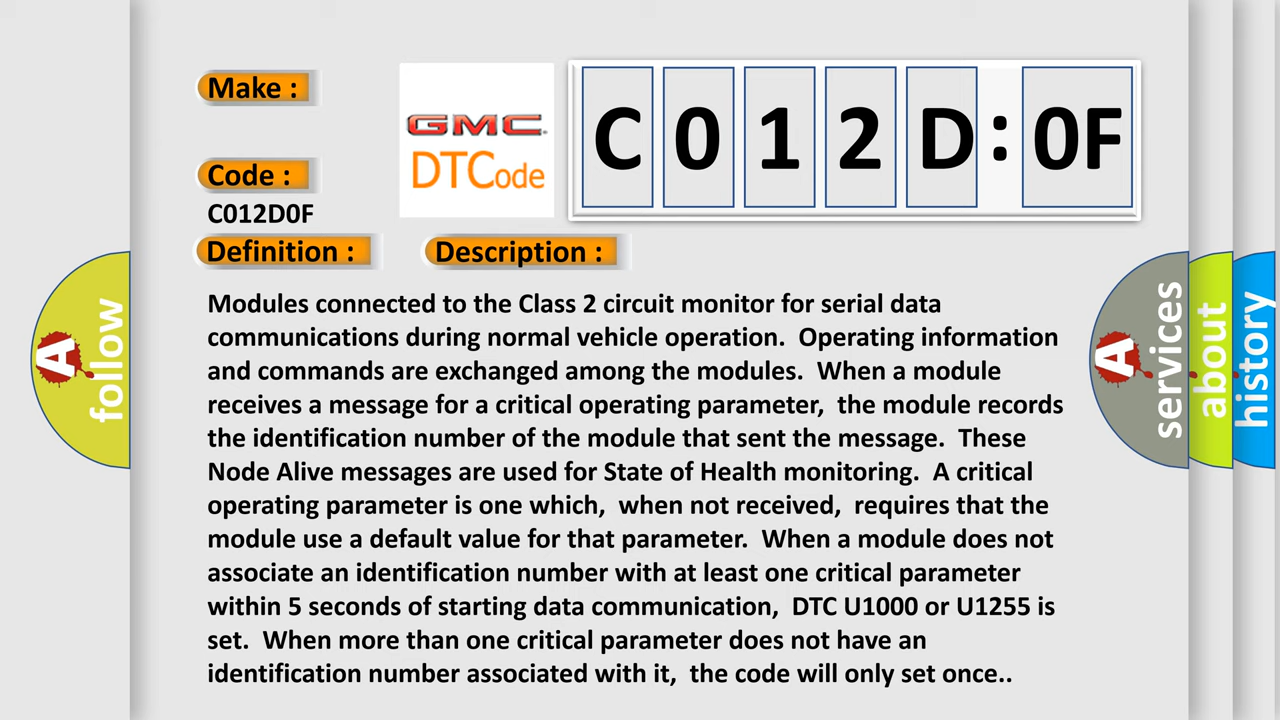 Make :
GMC
DTCode
C012D:0F
Code :
C012D0F
Definition :
Description :
Modules connected to the Class 2 circuit monitor for serial data
communications during normal vehicle operation. Operating information
and commands are exchanged among the modules. When a module
receives a message for a critical operating parameter, the module records
the identification number of the module that sent the message. These
Node Alive messages are used for State of Health monitoring. A critical
operating parameter is one which, when not received, requires that the
module use a default value for that parameter. When a module does not
associate an identification number with at least one critical parameter
within 5 seconds of starting data communication, DTC U1000 or U1255 is
set. When more than one critical parameter does not have an
identification number associated with it, the code will only set once..
A
follow
A
services
about
history